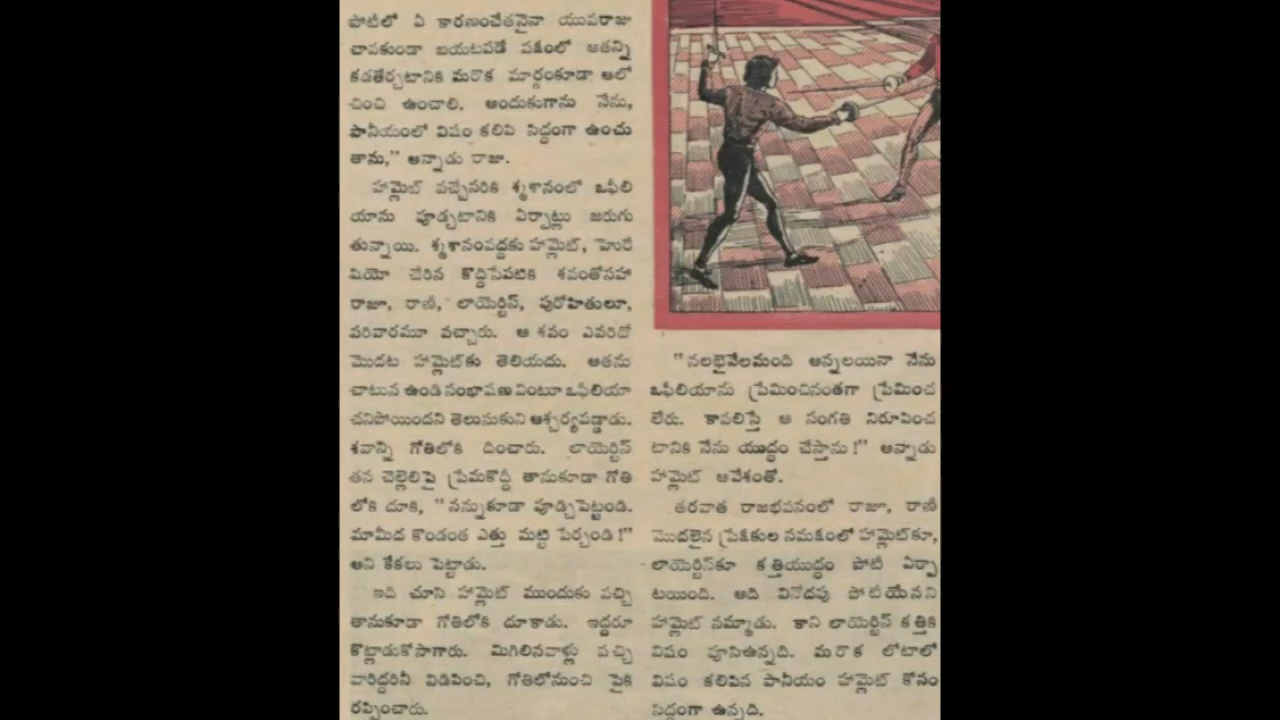 పోటీలో ఏ కారణంచేతనైనా యువరాజు
చావకుండా బయటపడే పక్షంలో అతన్ని
కడతేర్చటానికి మరొక మార్గంకూడా ఆలో
చించి ఉంచాలి. అందుకుగాను నేను,
పానీయంలో విషం కలిపి సిద్ధంగా ఉంచు
తాను,” అన్నాడు రాజు.
హామ్లెట్ వచ్చేసరికి శ్మశానంలో ఒఫీలి
యాను పూడ్చటానికి ఏర్పాట్లు జరుగు
తున్నాయి. శ్మశానంవద్దకు హామ్లెట్, హొరే
షియో చేరిన కొద్దిసేపటికి శవంతోసహా
రాజూ, రాణీ, లాయెర్టిస్, పురోహితులూ,
పరివారమూ వచ్చారు. ఆ శవం ఎవరిదో
మొదట హామ్లెట్‌కు తెలియదు. అతను
చాటున ఉండి సంభాషణ వింటూ ఒఫీలియా
చనిపోయిందని తెలుసుకుని ఆశ్చర్యపడ్డాడు.
శవాన్ని గోతిలోకి దించారు. లాయెర్టిస్
తన చెల్లెలిపై ప్రేమకొద్దీ తానుకూడా గోతి
లోకి దూకి, “నన్నుకూడా పూడ్చిపెట్టండి.
మామీద కొండంత ఎత్తు మట్టి పేర్చండి!”
అని కేకలు పెట్టాడు.
ఇది చూసి హామ్లెట్ ముందుకు వచ్చి
తానుకూడా గోతిలోకి దూకాడు. ఇద్దరూ
కొట్లాడుకోసాగారు. మిగిలినవాళ్లు వచ్చి
వారిద్దరినీ విడిపించి, గోతిలోనుంచి పైకి
రప్పించారు.
“నలభైవేలమంది అన్నలయినా నేను
ఒఫీలియాను ప్రేమించినంతగా ప్రేమించ
లేరు. కావలిస్తే ఆ సంగతి నిరూపించ
టానికి నేను యుద్ధం చేస్తాను!” అన్నాడు
హామ్లెట్ ఆవేశంతో.
తరవాత రాజభవనంలో రాజూ, రాణీ
మొదలైన ప్రేక్షకుల సమక్షంలో హామ్లెట్‌కూ,
లాయెర్టిస్‌కూ కత్తియుద్ధం పోటీ ఏర్పా
టయింది. అది వినోదపు పోటీయేనని
హామ్లెట్ నమ్మాడు. కాని లాయెర్టిస్ కత్తికి
విషం పూసిఉన్నది. మరొక లోటాలో
విషం కలిపిన పానీయం హామ్లెట్ కోసం
సిద్ధంగా ఉన్నది.